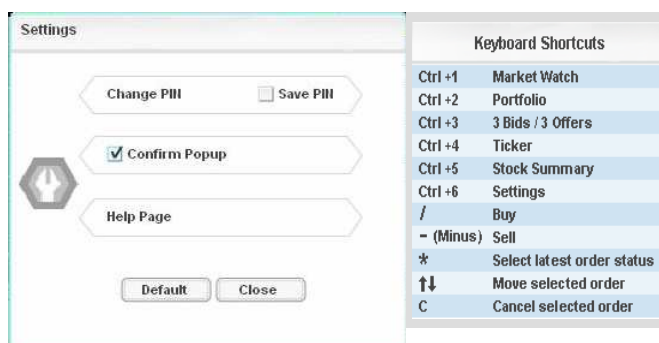 Settings
Change PIN Save PIN
Confirm Popup
Help Page
Default Close
Keyboard Shortcuts
Ctrl +1 Market Watch
Ctrl +2 Portfolio
Ctrl +3 3 Bids / 3 Offers
Ctrl +4 Ticker
Ctrl +5 Stock Summary
Ctrl +6 Settings
/ Buy
- (Minus) Sell
* Select latest order status
↑↓ Move selected order
C Cancel selected order